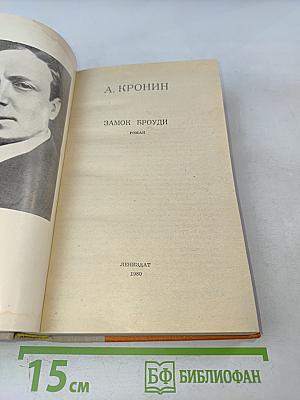 А. КРОНИН
ЗАМОК БРОУДИ
РОМАН
ЛЕНИЗДАТ
1980
15 см
БФ БИБЛИОФАН